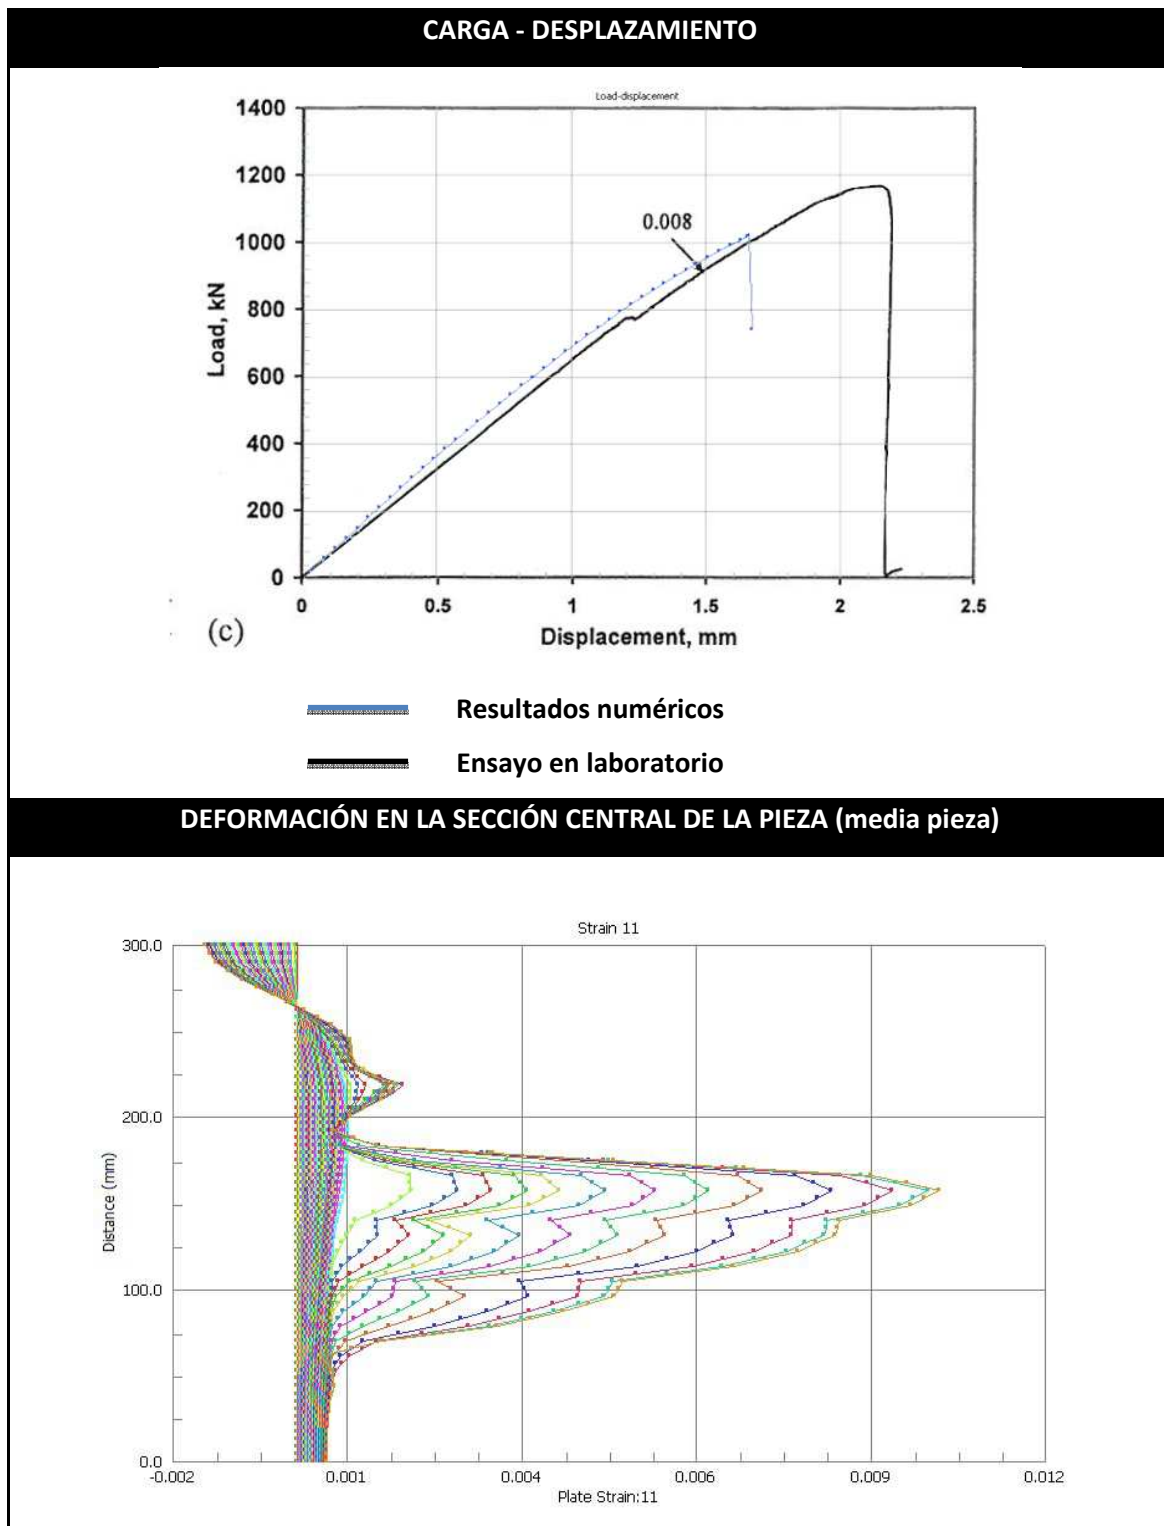 CARGA - DESPLAZAMIENTO
Load-displacement
1400
1200
1000
800
600
400
200
0
Load, kN
0.008
0 0.5 1 1.5 2 2.5
Displacement, mm
(c)
Resultados numéricos
Ensayo en laboratorio
DEFORMACIÓN EN LA SECCIÓN CENTRAL DE LA PIEZA (media pieza)
Strain 11
300.0
200.0
100.0
0.0
Distance (mm)
-0.002 0.001 0.004 0.006 0.009 0.012
Plate Strain:11